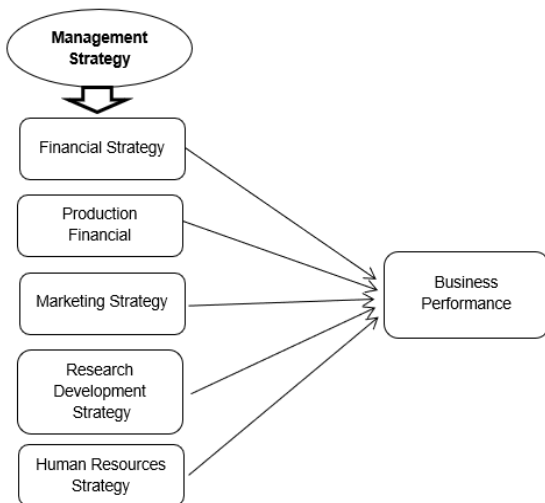 Management
Strategy
Financial Strategy
Production
Financial
Marketing Strategy
Research
Development
Strategy
Human Resources
Strategy
Business
Performance